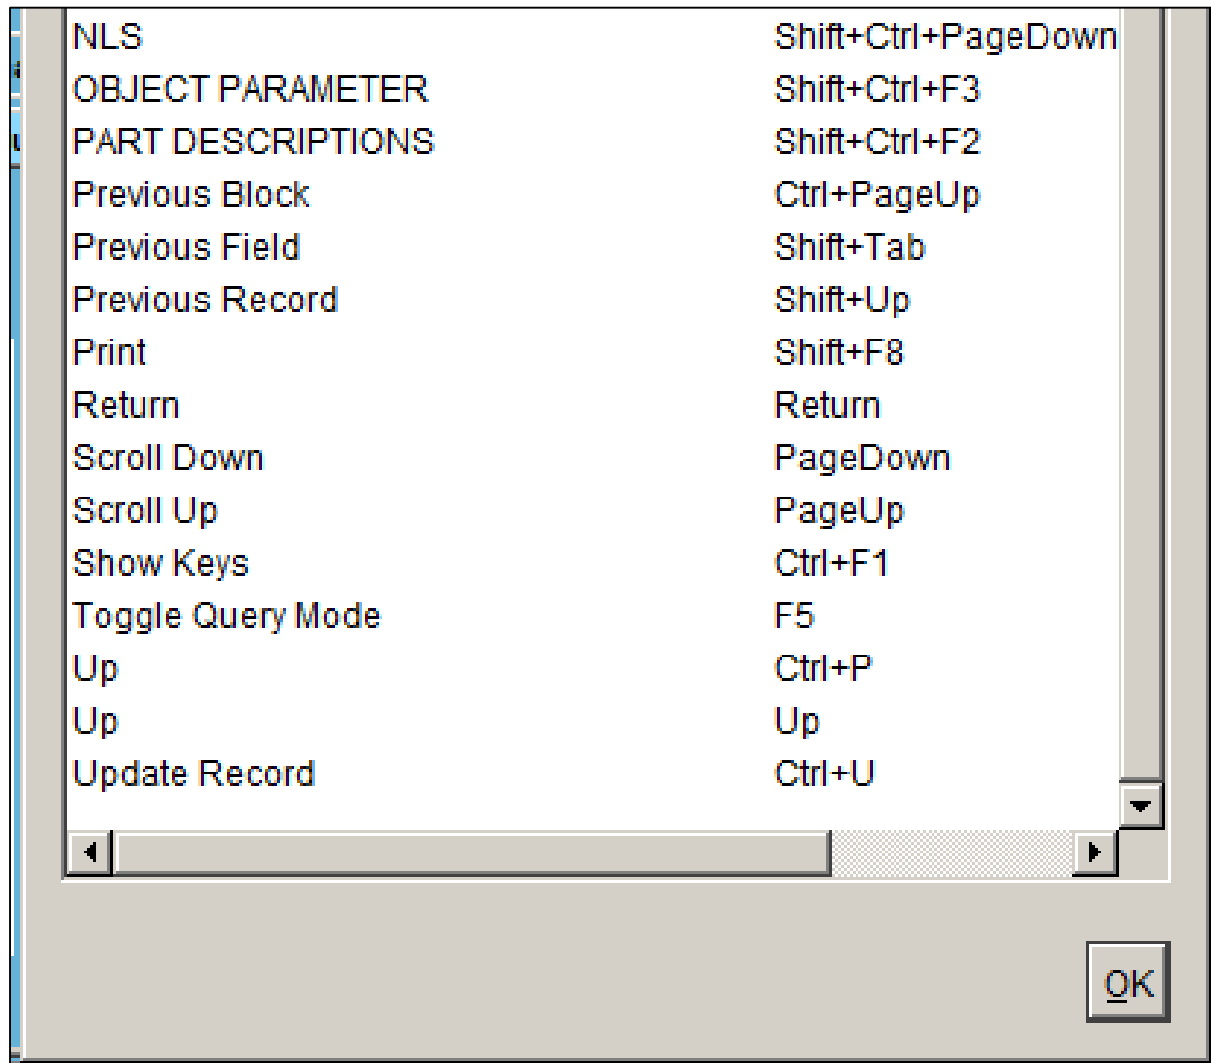 NLS Shift+Ctrl+PageDown
OBJECT PARAMETER Shift+Ctrl+F3
PART DESCRIPTIONS Shift+Ctrl+F2
Previous Block Ctrl+PageUp
Previous Field Shift+Tab
Previous Record Shift+Up
Print Shift+F8
Return Return
Scroll Down PageDown
Scroll Up PageUp
Show Keys Ctrl+F1
Toggle Query Mode F5
Up Ctrl+P
Up Up
Update Record Ctrl+U
OK